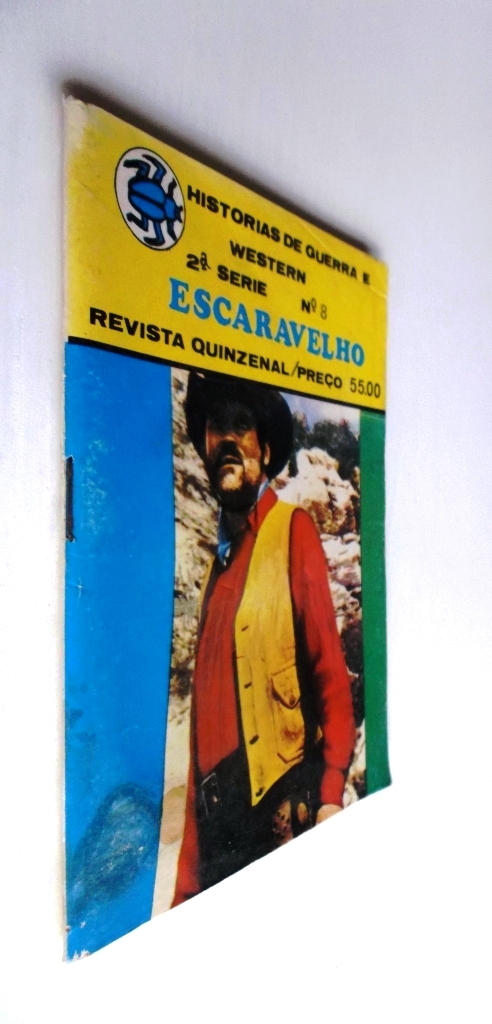 HISTORIAS DE GUERRA E
WESTERN
2ª SERIE Nº 8
ESCARAVELHO
REVISTA QUINZENAL/PREÇO 55.00